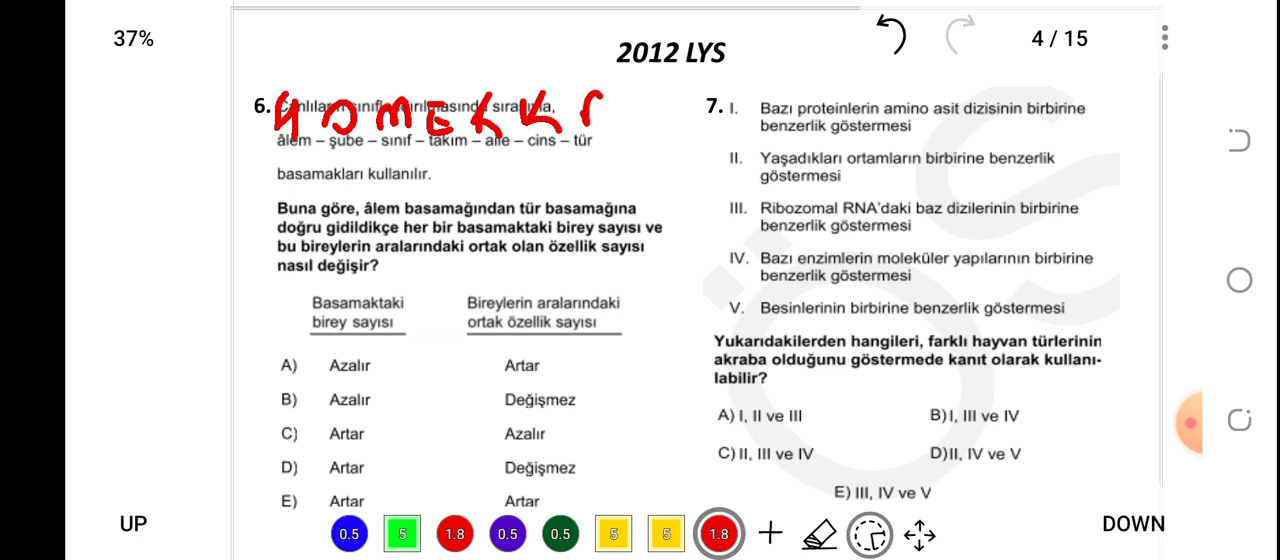 37%
2012 LYS
4 / 15
6. Canlıların sınıflandırılmasında sırasıyla,
âlem – şube – sınıf – takım – aile – cins – tür
basamakları kullanılır.
Buna göre, âlem basamağından tür basamağına
doğru gidildikçe her bir basamaktaki birey sayısı ve
bu bireylerin aralarındaki ortak olan özellik sayısı
nasıl değişir?
Basamaktaki
birey sayısı
Bireylerin aralarındaki
ortak özellik sayısı
A) Azalır Artar
B) Azalır Değişmez
C) Artar Azalır
D) Artar Değişmez
E) Artar Artar
7. I. Bazı proteinlerin amino asit dizisinin birbirine
benzerlik göstermesi
II. Yaşadıkları ortamların birbirine benzerlik
göstermesi
III. Ribozomal RNA'daki baz dizilerinin birbirine
benzerlik göstermesi
IV. Bazı enzimlerin moleküler yapılarının birbirine
benzerlik göstermesi
V. Besinlerinin birbirine benzerlik göstermesi
Yukarıdakilerden hangileri, farklı hayvan türlerinin
akraba olduğunu göstermede kanıt olarak kullanı-
labilir?
A) I, II ve III B) I, III ve IV
C) II, III ve IV D) II, IV ve V
E) III, IV ve V
UP
0.5 5 1.8 0.5 0.5 5 5 1.8
DOWN